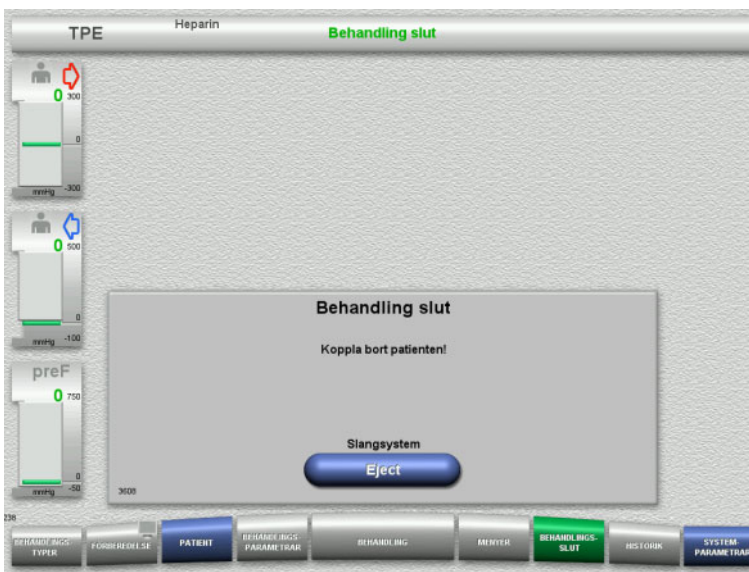 TPE
Heparin
Behandling slut
0
300
0
mmHg
-300
0
500
0
mmHg
-100
preF
0
750
0
mmHg
-50
Behandling slut
Koppla bort patienten!
Slangsystem
Eject
3608
238
BEHANDLINGS-
TYPER
FÖRBEREDELSE
PATIENT
BEHANDLINGS-
PARAMETRAR
BEHANDLING
MENYER
BEHANDLINGS-
SLUT
HISTORIK
SYSTEM-
PARAMETRAR